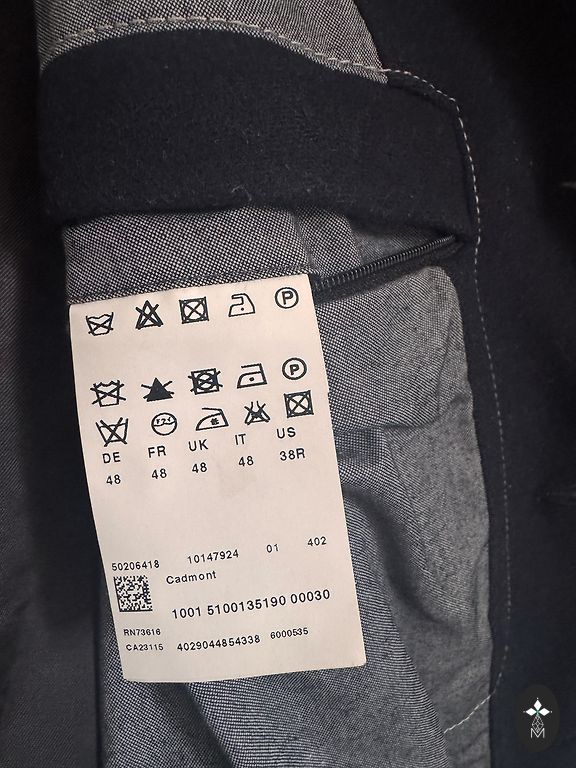 P
P
DE FR UK IT US
48 48 48 48 38R
50206418 10147924 01 402
Cadmont
1001 5100135190 00030
RN73616
CA23115 4029044854338 6000535
M